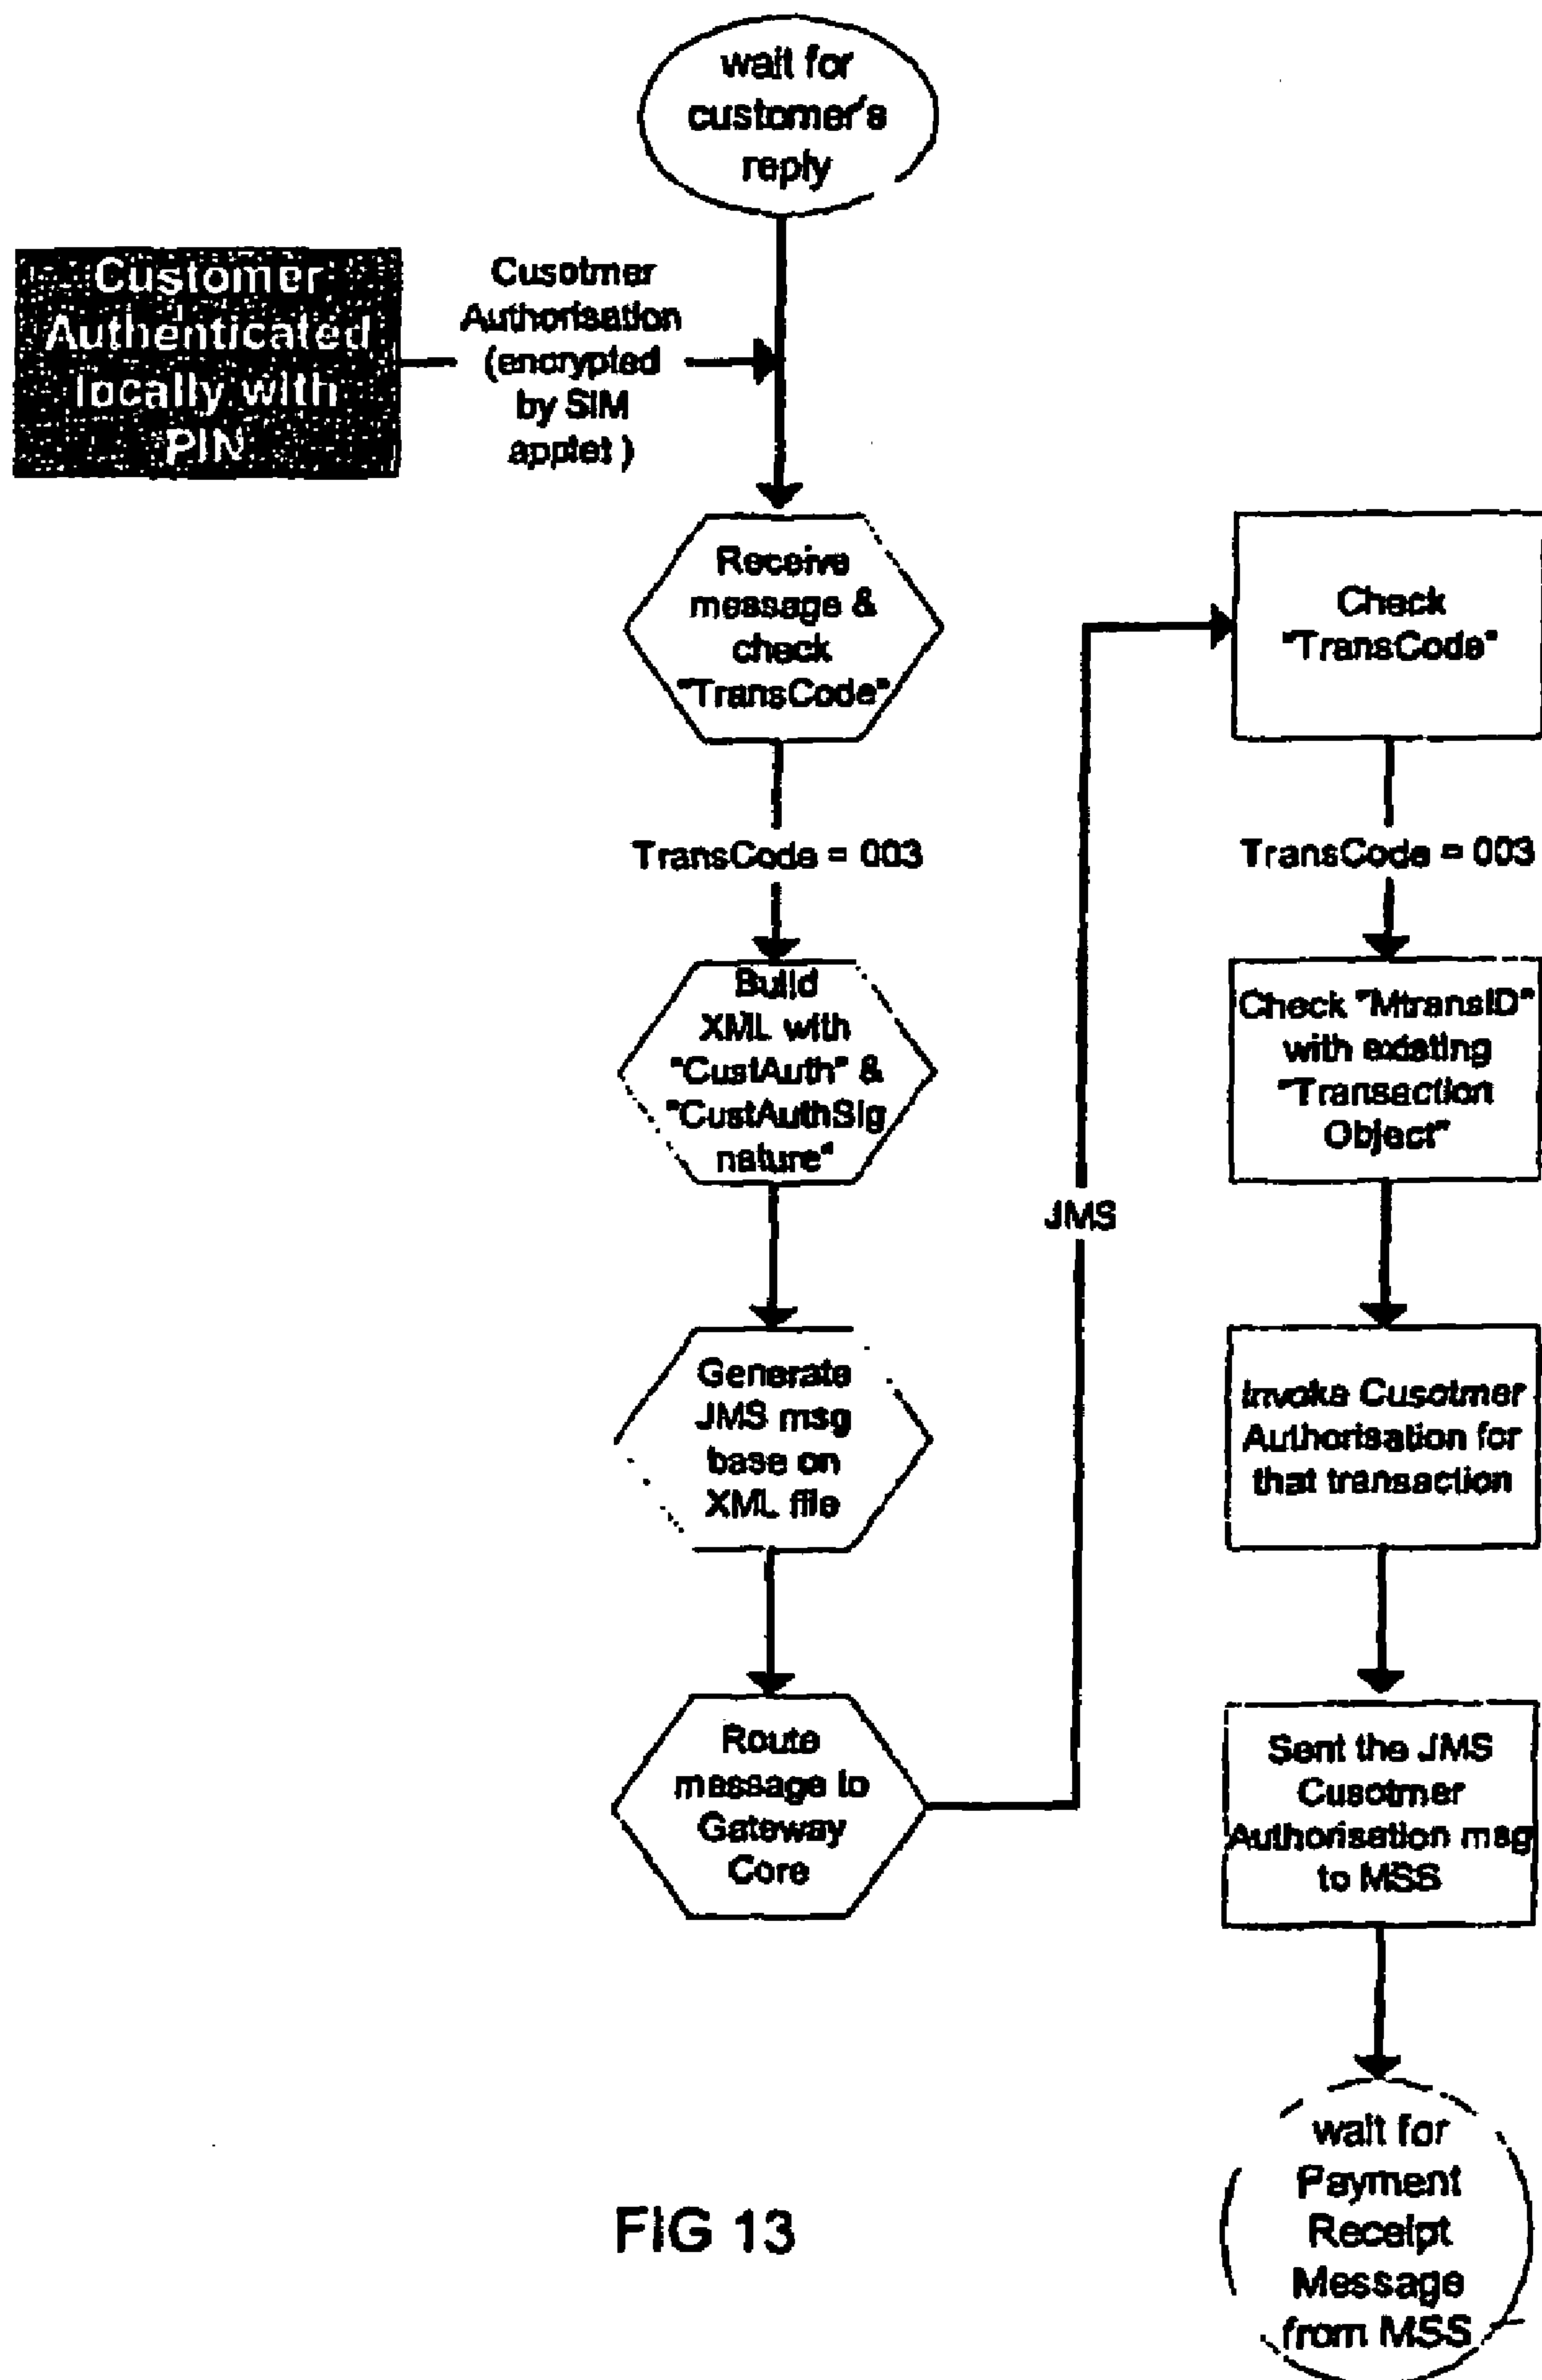 wait for
customer's
reply
Customer
Authenticated
locally with
PIN
Cusotmer
Authorisation
(encrypted
by SIM
applet )
Receive
message &
check
"TransCode"
TransCode = 003
Build
XML with
"CustAuth" &
"CustAuthSig
nature"
Generate
JMS msg
base on
XML file
Route
message to
Gateway
Core
JMS
Check
"TransCode"
TransCode = 003
Check "MtransID"
with existing
"Transaction
Object"
Invoke Cusotmer
Authorisation for
that transaction
Sent the JMS
Cusotmer
Authorisation msg
to MSS
wait for
Payment
Receipt
Message
from MSS
FIG 13